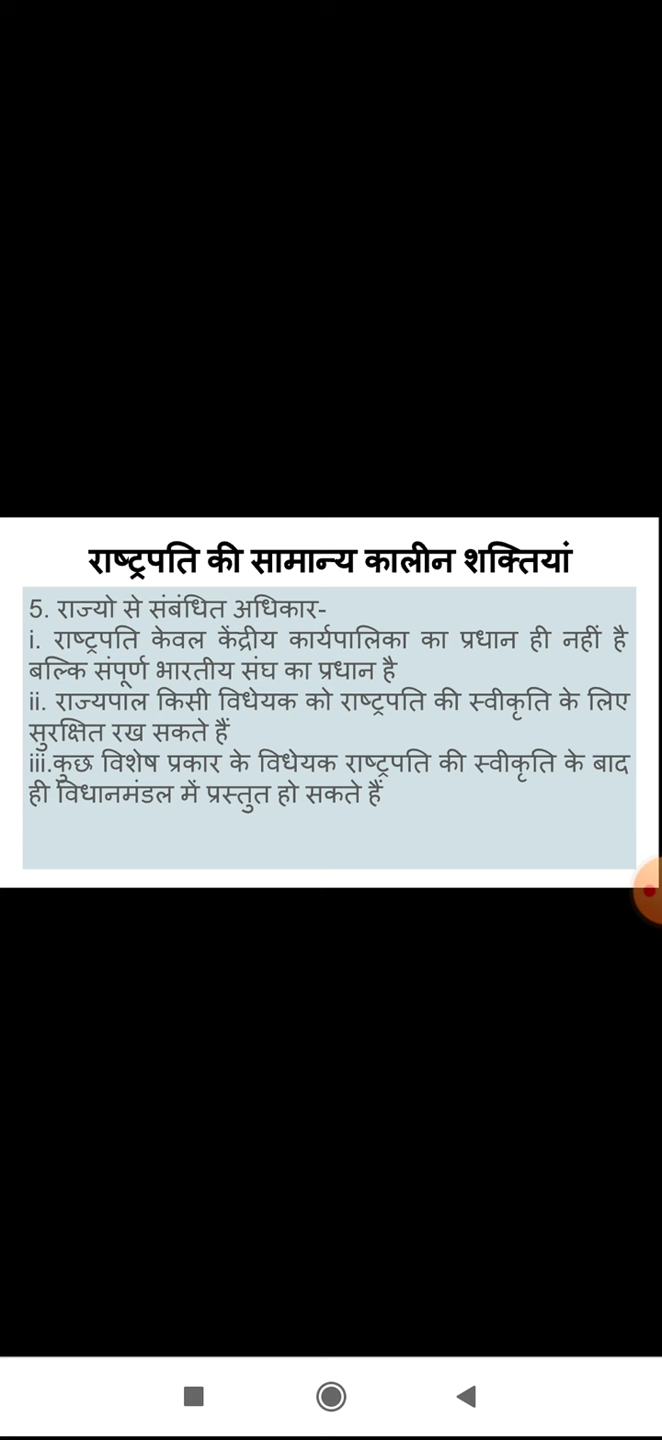 राष्ट्रपति की सामान्य कालीन शक्तियां
5. राज्यो से संबंधित अधिकार-
i. राष्ट्रपति केवल केंद्रीय कार्यपालिका का प्रधान ही नहीं है
बल्कि संपूर्ण भारतीय संघ का प्रधान है
ii. राज्यपाल किसी विधेयक को राष्ट्रपति की स्वीकृति के लिए
सुरक्षित रख सकते हैं
iii.कुछ विशेष प्रकार के विधेयक राष्ट्रपति की स्वीकृति के बाद
ही विधानमंडल में प्रस्तुत हो सकते हैं